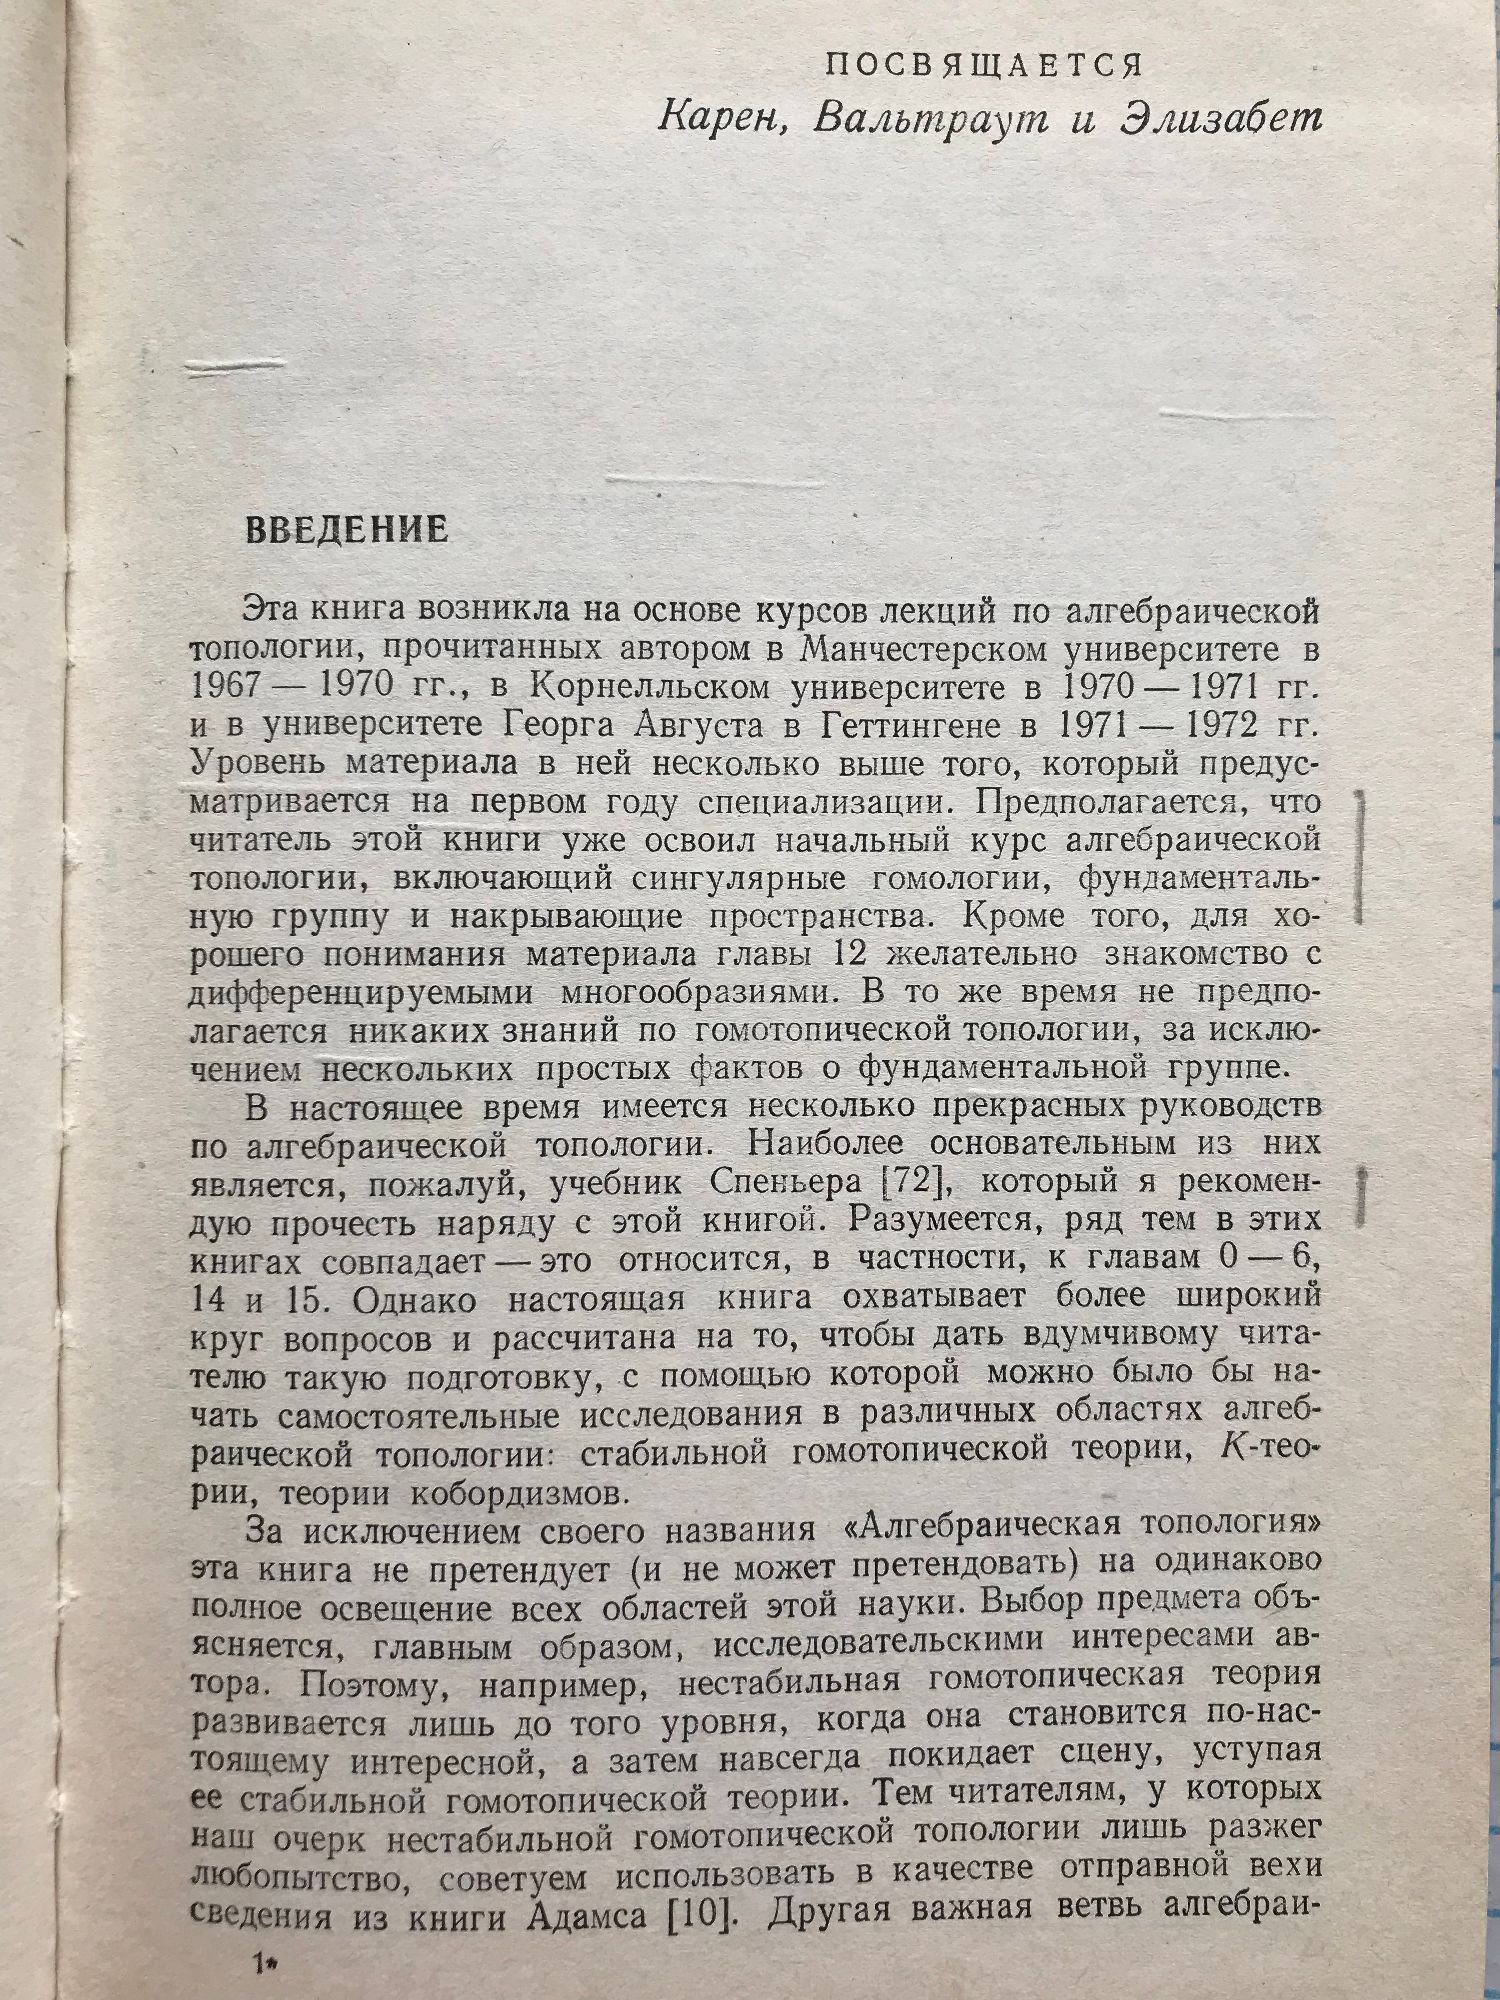 ПОСВЯЩАЕТСЯ
Карен, Вальтраут и Элизабет
ВВЕДЕНИЕ
Эта книга возникла на основе курсов лекций по алгебраической
топологии, прочитанных автором в Манчестерском университете в
1967 — 1970 гг., в Корнелльском университете в 1970 — 1971 гг.
и в университете Георга Августа в Геттингене в 1971 — 1972 гг.
Уровень материала в ней несколько выше того, который предус-
матривается на первом году специализации. Предполагается, что
читатель этой книги уже освоил начальный курс алгебраической
топологии, включающий сингулярные гомологии, фундаменталь-
ную группу и накрывающие пространства. Кроме того, для хо-
рошего понимания материала главы 12 желательно знакомство с
дифференцируемыми многообразиями. В то же время не предпо-
лагается никаких знаний по гомотопической топологии, за исклю-
чением нескольких простых фактов о фундаментальной группе.
В настоящее время имеется несколько прекрасных руководств
по алгебраической топологии. Наиболее основательным из них
является, пожалуй, учебник Спеньера [72], который я рекомен-
дую прочесть наряду с этой книгой. Разумеется, ряд тем в этих
книгах совпадает — это относится, в частности, к главам 0 — 6,
14 и 15. Однако настоящая книга охватывает более широкий
круг вопросов и рассчитана на то, чтобы дать вдумчивому чита-
телю такую подготовку, с помощью которой можно было бы на-
чать самостоятельные исследования в различных областях алгеб-
раической топологии: стабильной гомотопической теории, K-тео-
рии, теории кобордизмов.
За исключением своего названия «Алгебраическая топология»
эта книга не претендует (и не может претендовать) на одинаково
полное освещение всех областей этой науки. Выбор предмета объ-
ясняется, главным образом, исследовательскими интересами ав-
тора. Поэтому, например, нестабильная гомотопическая теория
развивается лишь до того уровня, когда она становится по-нас-
тоящему интересной, а затем навсегда покидает сцену, уступая
ее стабильной гомотопической теории. Тем читателям, у которых
наш очерк нестабильной гомотопической топологии лишь разжег
любопытство, советуем использовать в качестве отправной вехи
сведения из книги Адамса [10]. Другая важная ветвь алгебраи-
1*